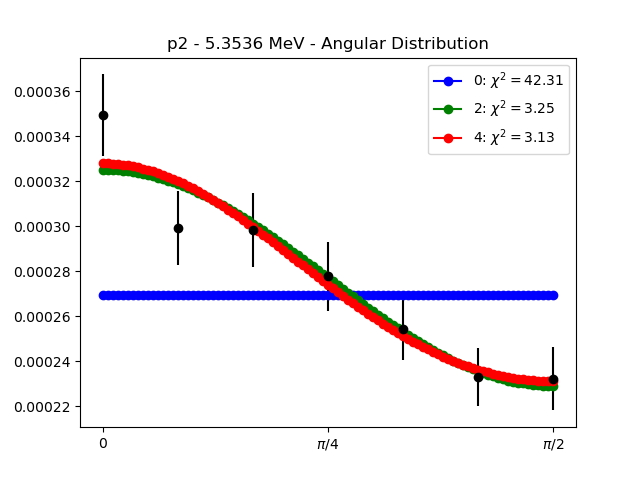 p2 - 5.3536 MeV - Angular Distribution
0: χ² = 42.31
2: χ² = 3.25
4: χ² = 3.13
0.00036
0.00034
0.00032
0.00030
0.00028
0.00026
0.00024
0.00022
0 π/4 π/2